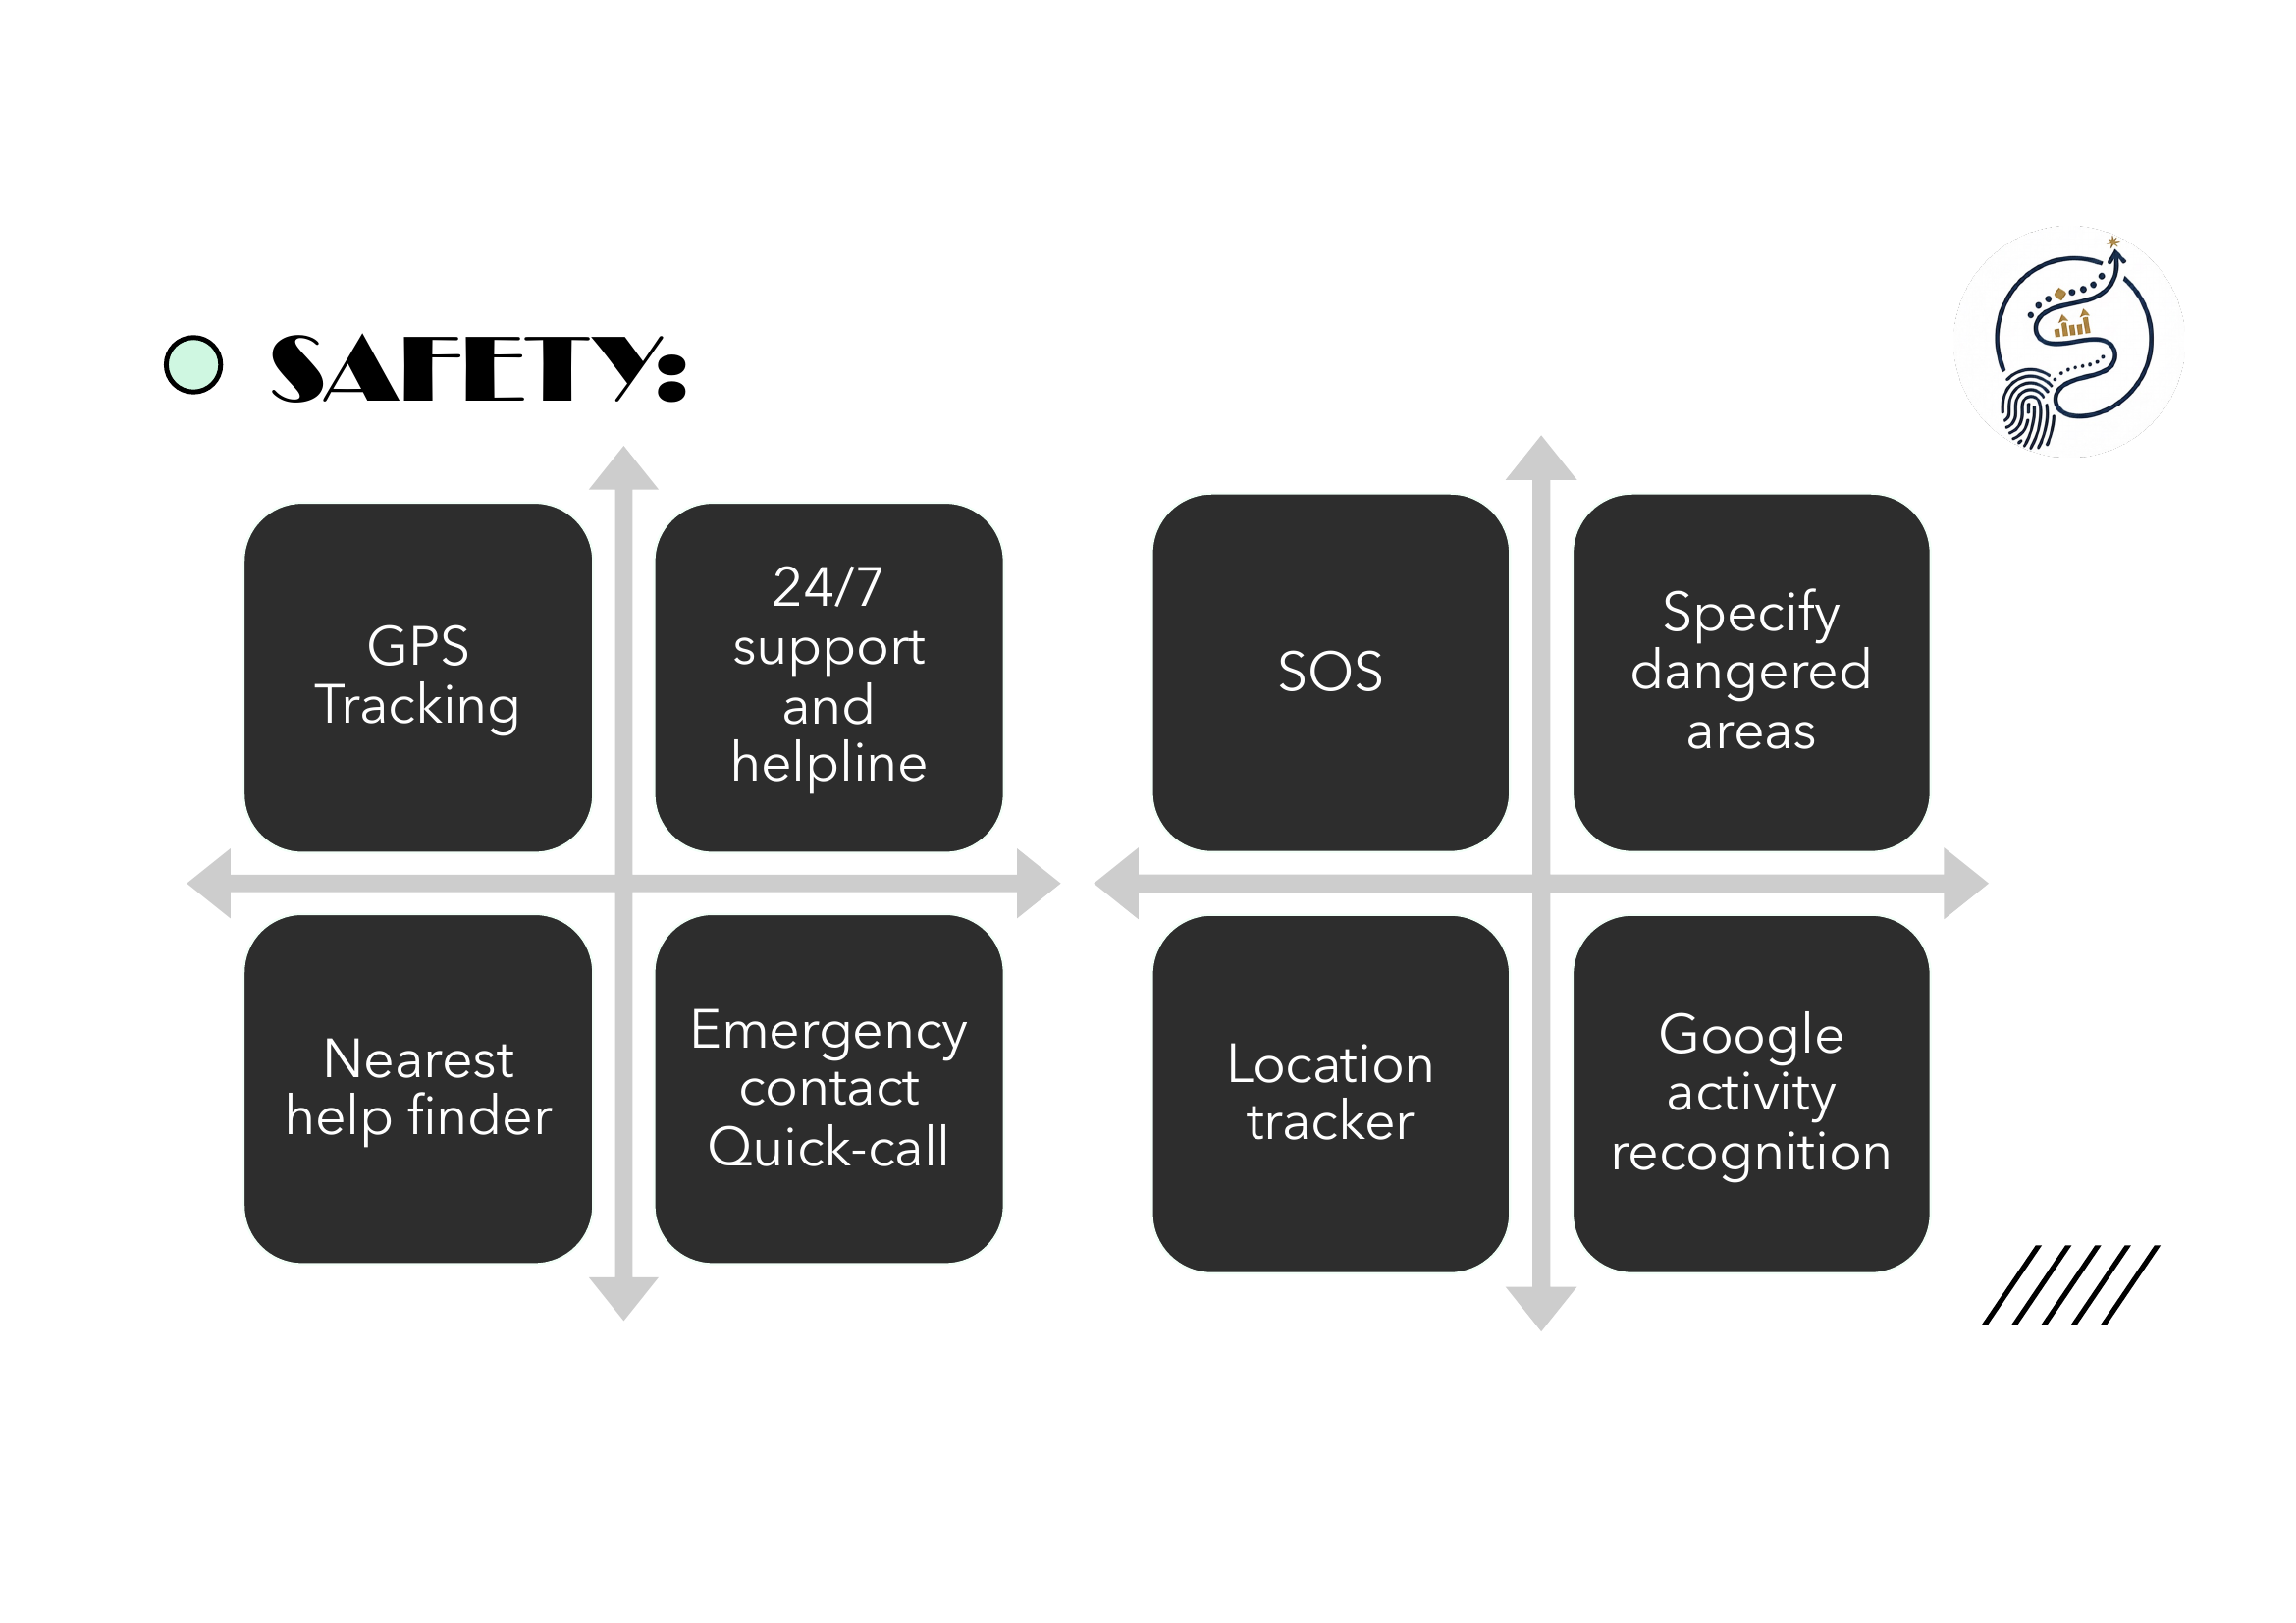 SAFETY:
GPS
Tracking
24/7
support
and
helpline
Nearest
help finder
Emergency
contact
Quick-call
SOS
Specify
dangered
areas
Location
tracker
Google
activity
recognition